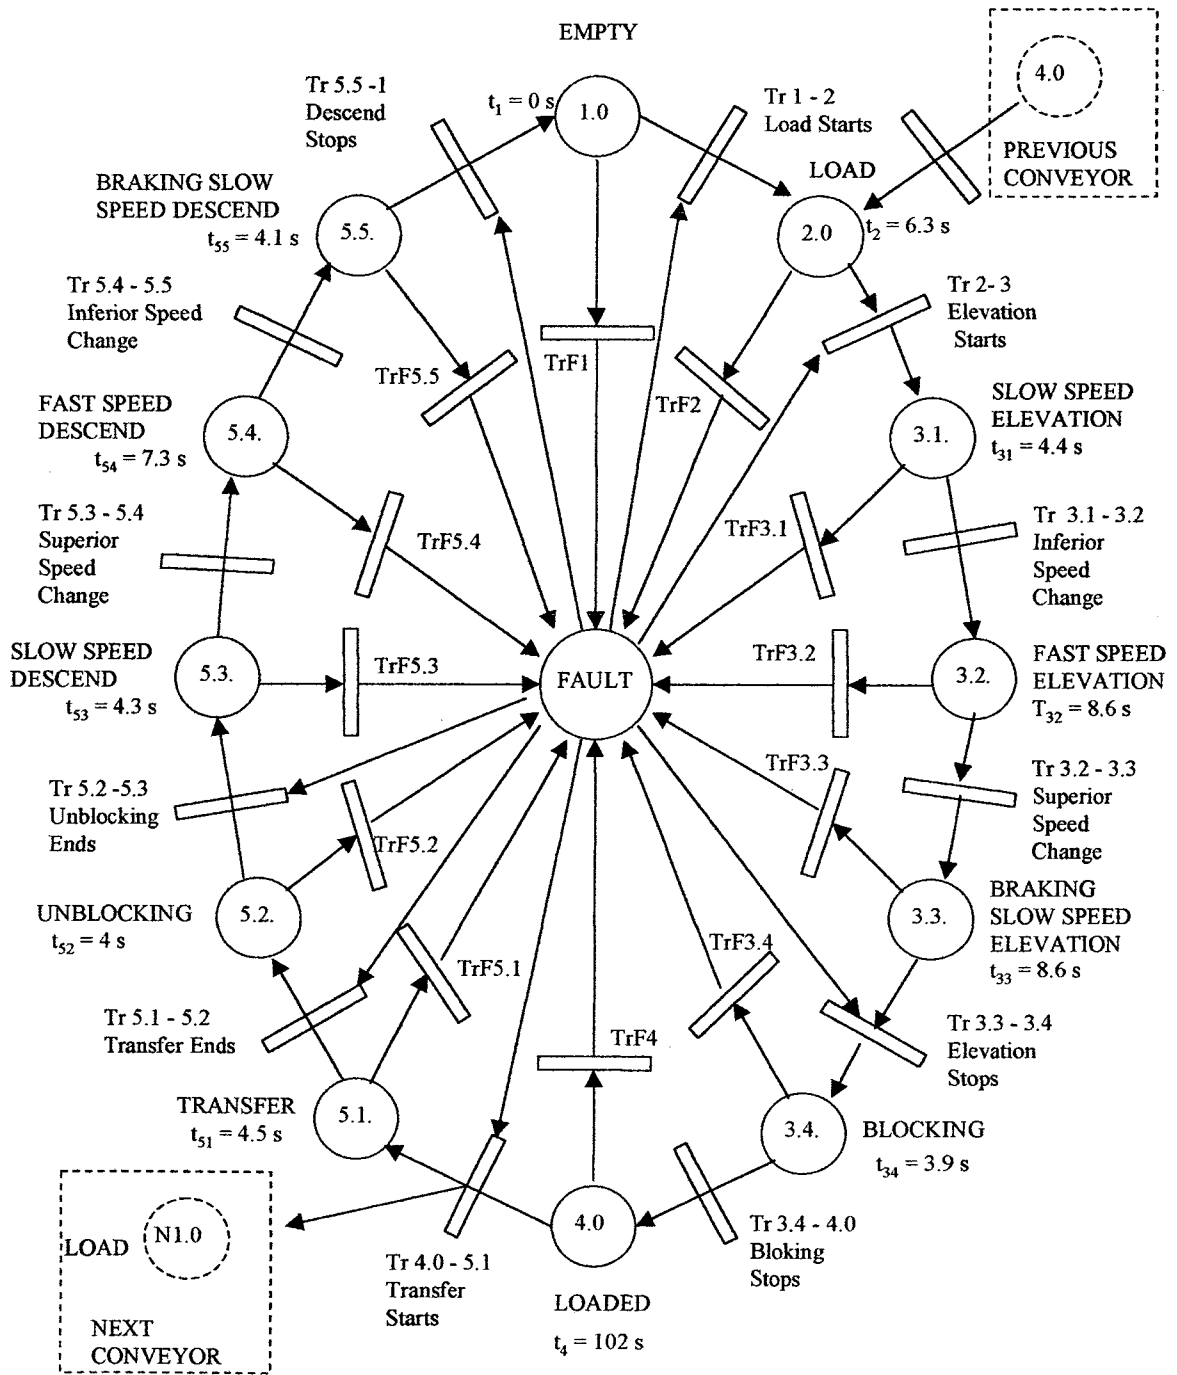 EMPTY
Tr 5.5 -1
Descend
Stops
t1 = 0 s
1.0
Tr 1 - 2
Load Starts
4.0
PREVIOUS
CONVEYOR
LOAD
BRAKING SLOW
SPEED DESCEND
t55 = 4.1 s
5.5.
2.0
t2 = 6.3 s
Tr 5.4 - 5.5
Inferior Speed
Change
Tr 2- 3
Elevation
Starts
TrF5.5
TrF1
TrF2
FAST SPEED
DESCEND
t54 = 7.3 s
5.4.
3.1.
SLOW SPEED
ELEVATION
t31 = 4.4 s
Tr 5.3 - 5.4
Superior
Speed
Change
TrF5.4
TrF3.1
Tr 3.1 - 3.2
Inferior
Speed
Change
SLOW SPEED
DESCEND
t53 = 4.3 s
5.3.
TrF5.3
FAULT
TrF3.2
3.2.
FAST SPEED
ELEVATION
T32 = 8.6 s
Tr 5.2 -5.3
Unblocking
Ends
TrF5.2
TrF3.3
Tr 3.2 - 3.3
Superior
Speed
Change
UNBLOCKING
t52 = 4 s
5.2.
3.3.
BRAKING
SLOW SPEED
ELEVATION
t33 = 8.6 s
TrF5.1
TrF3.4
Tr 5.1 - 5.2
Transfer Ends
TrF4
Tr 3.3 - 3.4
Elevation
Stops
TRANSFER
t51 = 4.5 s
5.1.
3.4.
BLOCKING
t34 = 3.9 s
LOAD
N1.0
NEXT
CONVEYOR
Tr 4.0 - 5.1
Transfer
Starts
4.0
LOADED
t4 = 102 s
Tr 3.4 - 4.0
Bloking
Stops